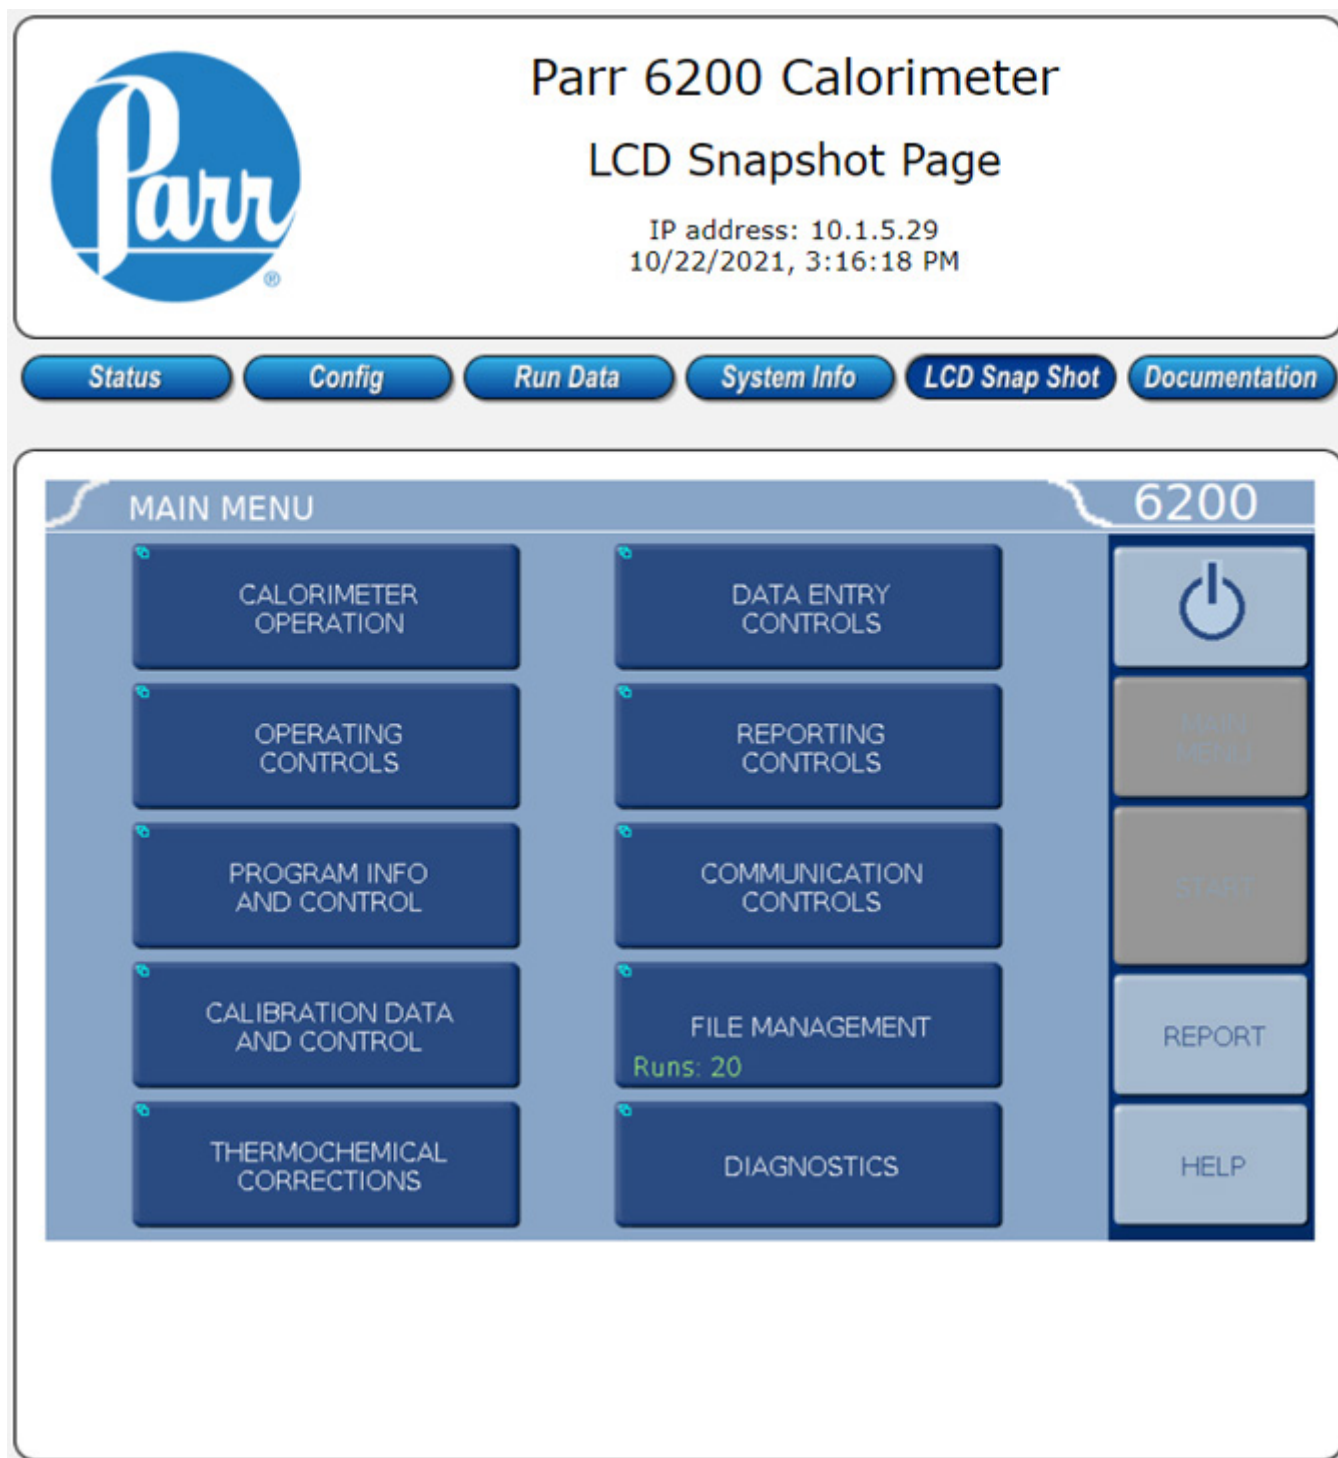 Parr
®
Parr 6200 Calorimeter
LCD Snapshot Page
IP address: 10.1.5.29
10/22/2021, 3:16:18 PM
Status Config Run Data System Info LCD Snap Shot Documentation
MAIN MENU 6200
CALORIMETER
OPERATION
DATA ENTRY
CONTROLS
OPERATING
CONTROLS
REPORTING
CONTROLS
MAIN
MENU
PROGRAM INFO
AND CONTROL
COMMUNICATION
CONTROLS
START
CALIBRATION DATA
AND CONTROL
FILE MANAGEMENT
Runs: 20
REPORT
THERMOCHEMICAL
CORRECTIONS
DIAGNOSTICS
HELP